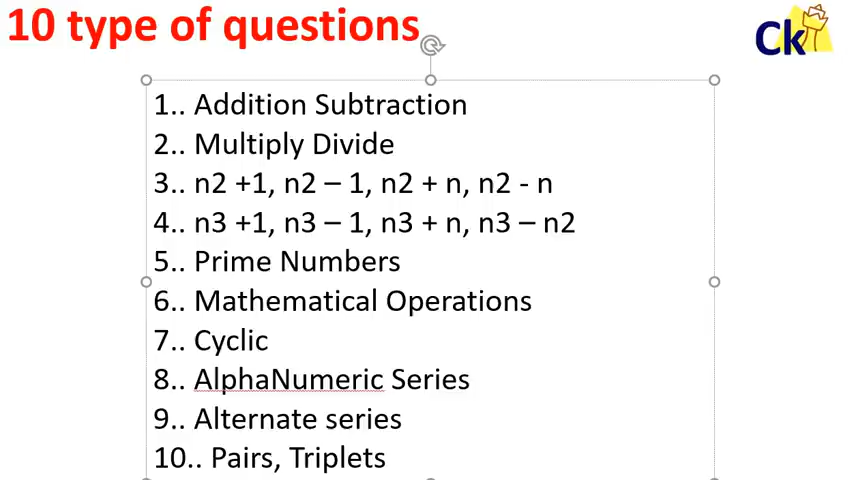 10 type of questions
Ck
1.. Addition Subtraction
2.. Multiply Divide
3.. n2 +1, n2 – 1, n2 + n, n2 - n
4.. n3 +1, n3 – 1, n3 + n, n3 – n2
5.. Prime Numbers
6.. Mathematical Operations
7.. Cyclic
8.. AlphaNumeric Series
9.. Alternate series
10.. Pairs, Triplets